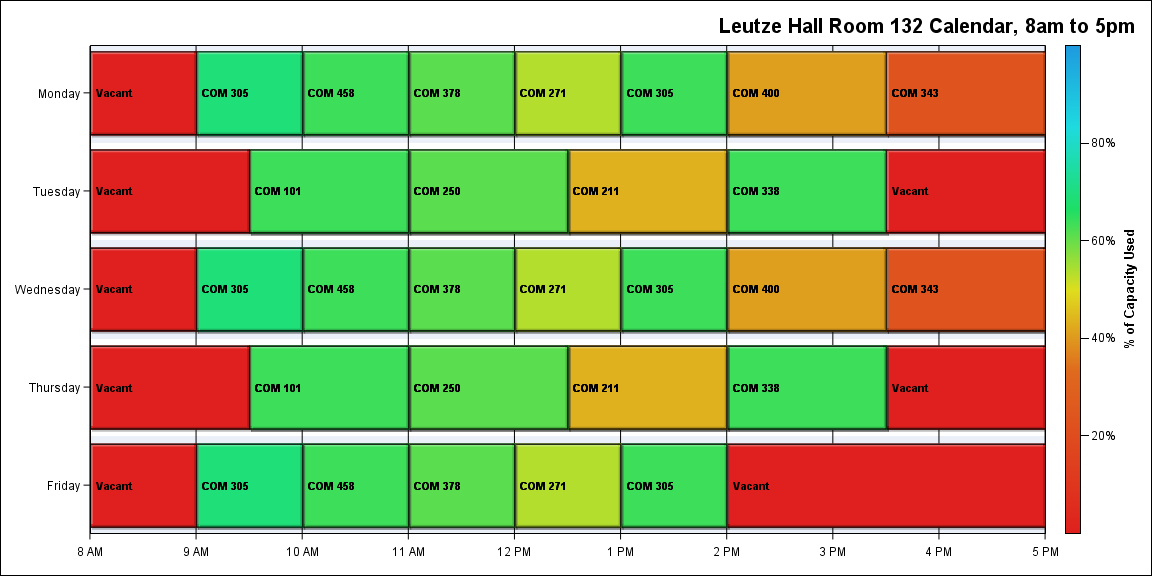 Leutze Hall Room 132 Calendar, 8am to 5pm
Monday
Vacant COM 305 COM 458 COM 378 COM 271 COM 305 COM 400 COM 343
Tuesday
Vacant COM 101 COM 250 COM 211 COM 338 Vacant
Wednesday
Vacant COM 305 COM 458 COM 378 COM 271 COM 305 COM 400 COM 343
Thursday
Vacant COM 101 COM 250 COM 211 COM 338 Vacant
Friday
Vacant COM 305 COM 458 COM 378 COM 271 COM 305 Vacant
8 AM 9 AM 10 AM 11 AM 12 PM 1 PM 2 PM 3 PM 4 PM 5 PM
80%
60%
40%
20%
% of Capacity Used